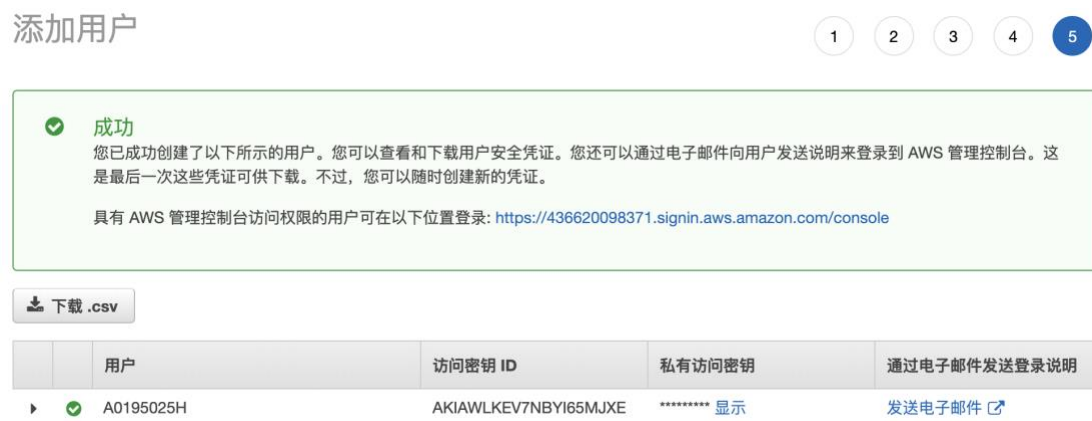 添加用户
1 2 3 4 5
成功
您已成功创建了以下所示的用户。您可以查看和下载用户安全凭证。您还可以通过电子邮件向用户发送说明来登录到 AWS 管理控制台。这
是最后一次这些凭证可供下载。不过，您可以随时创建新的凭证。
具有 AWS 管理控制台访问权限的用户可在以下位置登录: https://436620098371.signin.aws.amazon.com/console
下载 .csv
用户 访问密钥 ID 私有访问密钥 通过电子邮件发送登录说明
A0195025H AKIAWLKEV7NBYI65MJXE ********* 显示 发送电子邮件